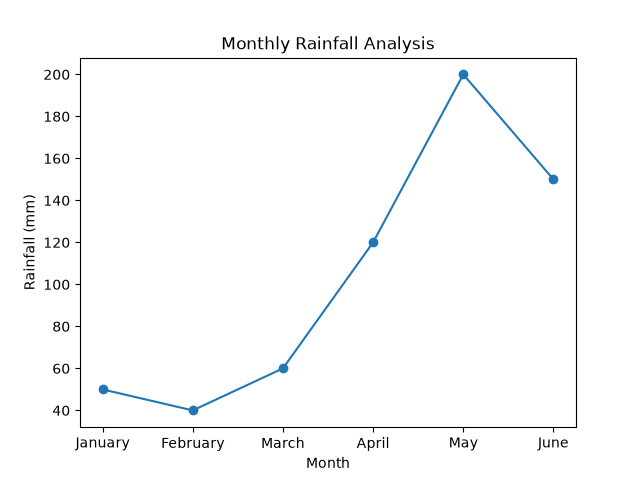 Monthly Rainfall Analysis
200
180
160
140
120
100
80
60
40
Rainfall (mm)
January February March April May June
Month